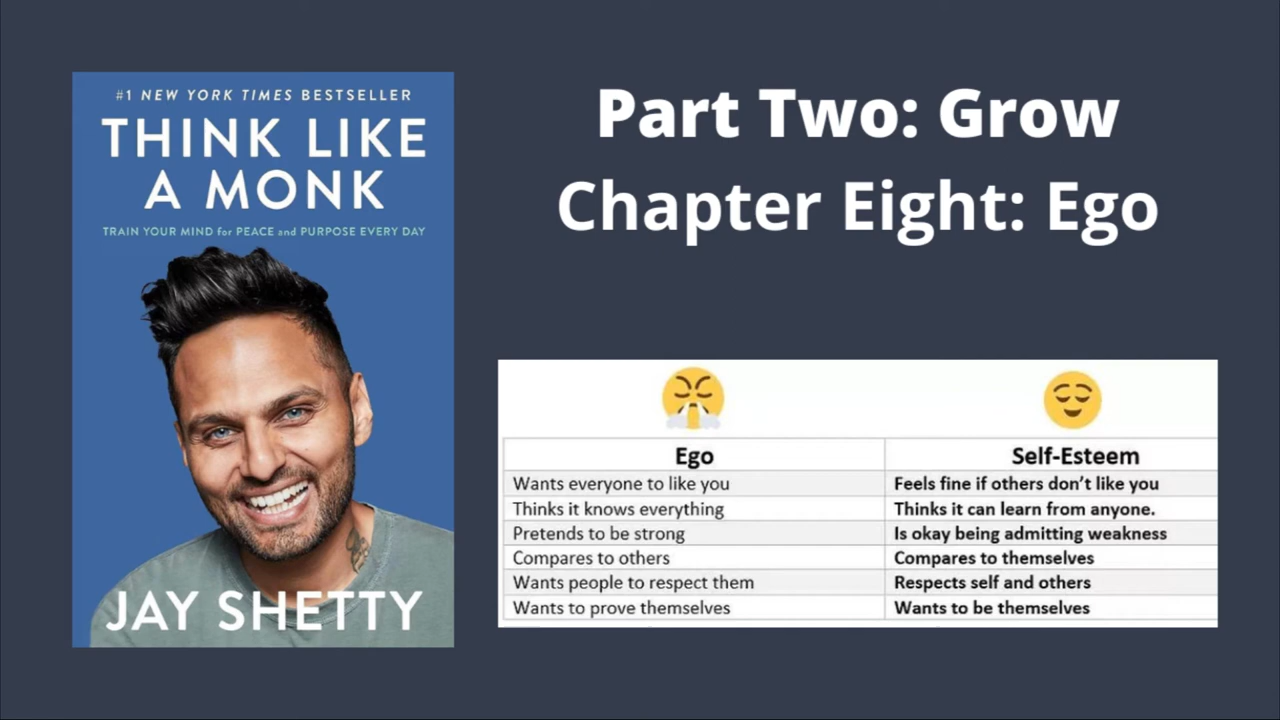 #1 NEW YORK TIMES BESTSELLER
THINK LIKE
A MONK
TRAIN YOUR MIND for PEACE and PURPOSE EVERY DAY
JAY SHETTY
Part Two: Grow
Chapter Eight: Ego
Ego Self-Esteem
Wants everyone to like you Feels fine if others don’t like you
Thinks it knows everything Thinks it can learn from anyone.
Pretends to be strong Is okay being admitting weakness
Compares to others Compares to themselves
Wants people to respect them Respects self and others
Wants to prove themselves Wants to be themselves